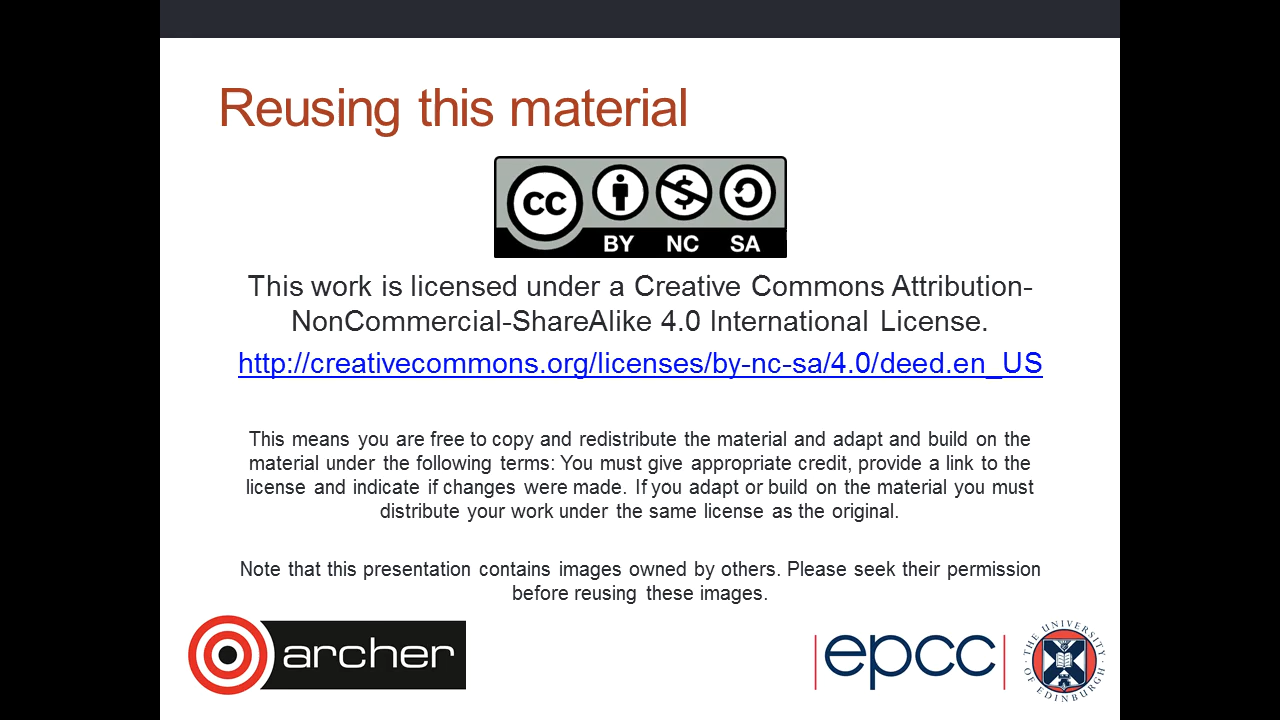 Reusing this material
CC
BY NC SA
This work is licensed under a Creative Commons Attribution-
NonCommercial-ShareAlike 4.0 International License.
http://creativecommons.org/licenses/by-nc-sa/4.0/deed.en_US
This means you are free to copy and redistribute the material and adapt and build on the
material under the following terms: You must give appropriate credit, provide a link to the
license and indicate if changes were made. If you adapt or build on the material you must
distribute your work under the same license as the original.
Note that this presentation contains images owned by others. Please seek their permission
before reusing these images.
archer
epcc
THE UNIVERSITY OF EDINBURGH